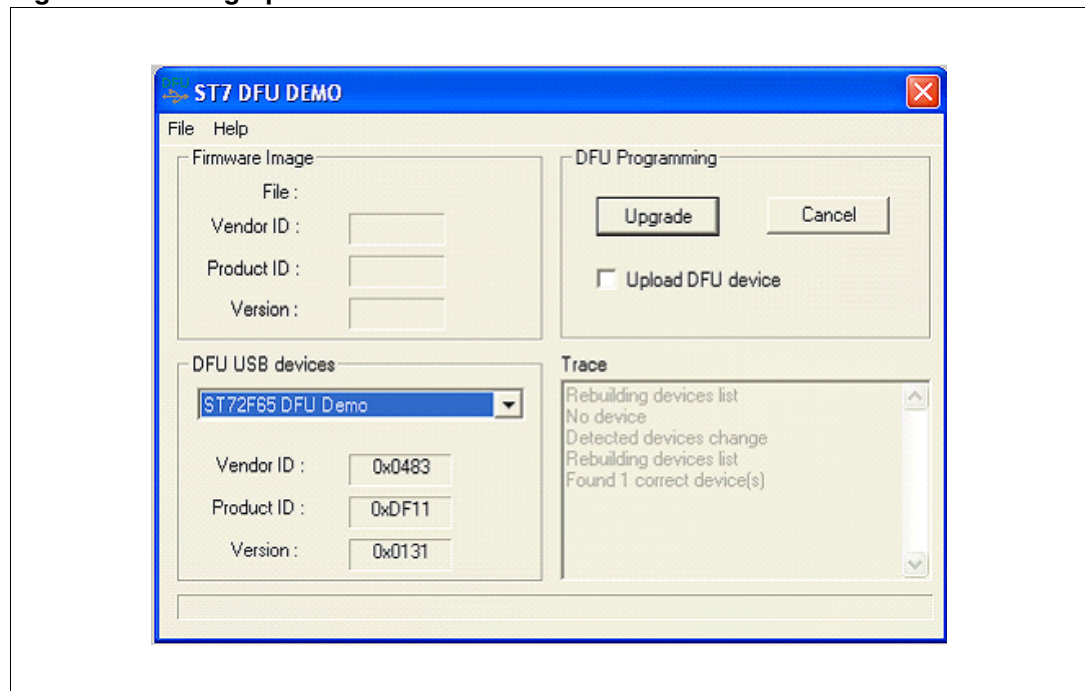 ST7 DFU DEMO
File Help
Firmware Image
File :
Vendor ID :
Product ID :
Version :
DFU Programming
Upgrade Cancel
Upload DFU device
DFU USB devices
ST72F65 DFU Demo
Vendor ID : 0x0483
Product ID : 0xDF11
Version : 0x0131
Trace
Rebuilding devices list
No device
Detected devices change
Rebuilding devices list
Found 1 correct device(s)